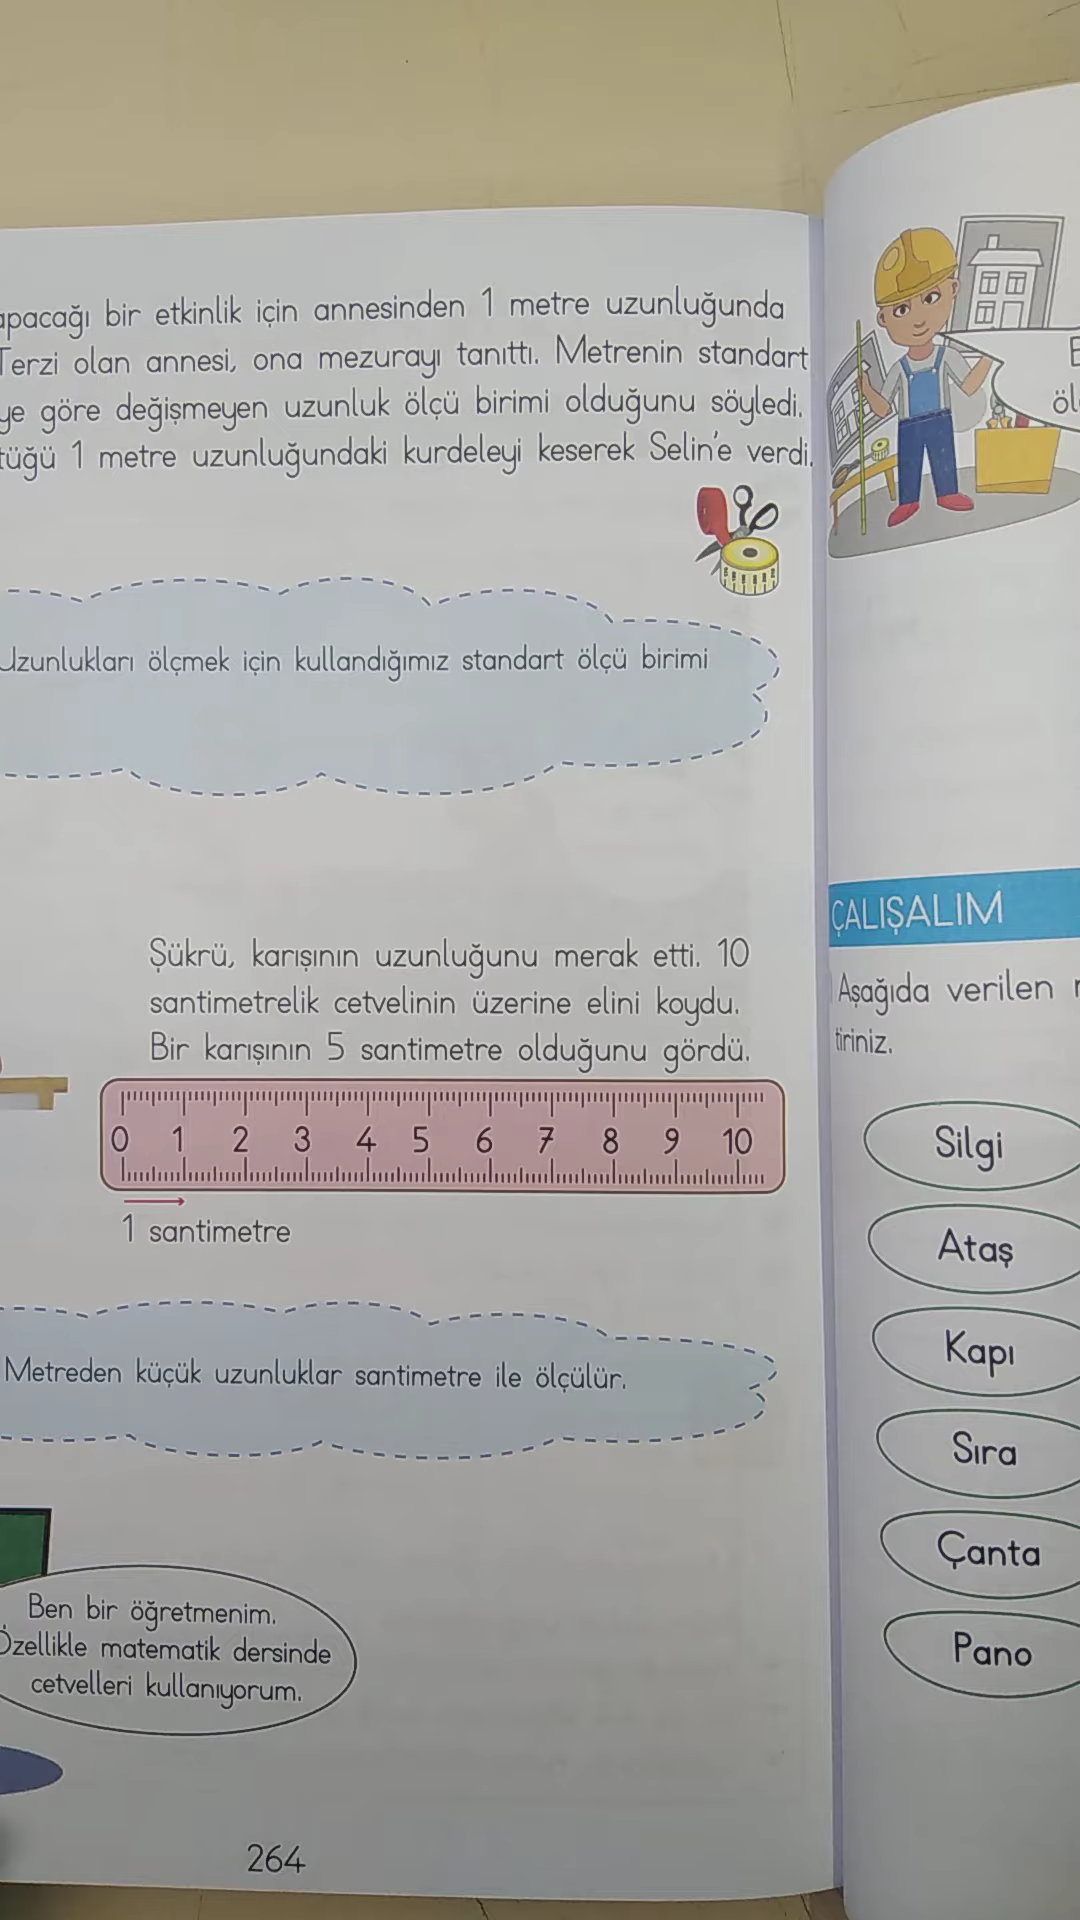 bir etkinlik için annesinden 1 metre uzunluğunda
Terzi olan annesi, ona mezurayı tanıttı. Metrenin standart
göre değişmeyen uzunluk ölçü birimi olduğunu söyledi.
1 metre uzunluğundaki kurdeleyi keserek Selin'e verdi.
Uzunlukları ölçmek için kullandığımız standart ölçü birimi
Şükrü, karışının uzunluğunu merak etti. 10
santimetrelik cetvelinin üzerine elini koydu.
Bir karışının 5 santimetre olduğunu gördü.
0 1 2 3 4 5 6 7 8 9 10
1 santimetre
Metreden küçük uzunluklar santimetre ile ölçülür.
Ben bir öğretmenim.
Özellikle matematik dersinde
cetvelleri kullanıyorum.
264
ÇALIŞALIM
Aşağıda verilen
tiriniz.
Silgi
Ataş
Kapı
Sıra
Çanta
Pano